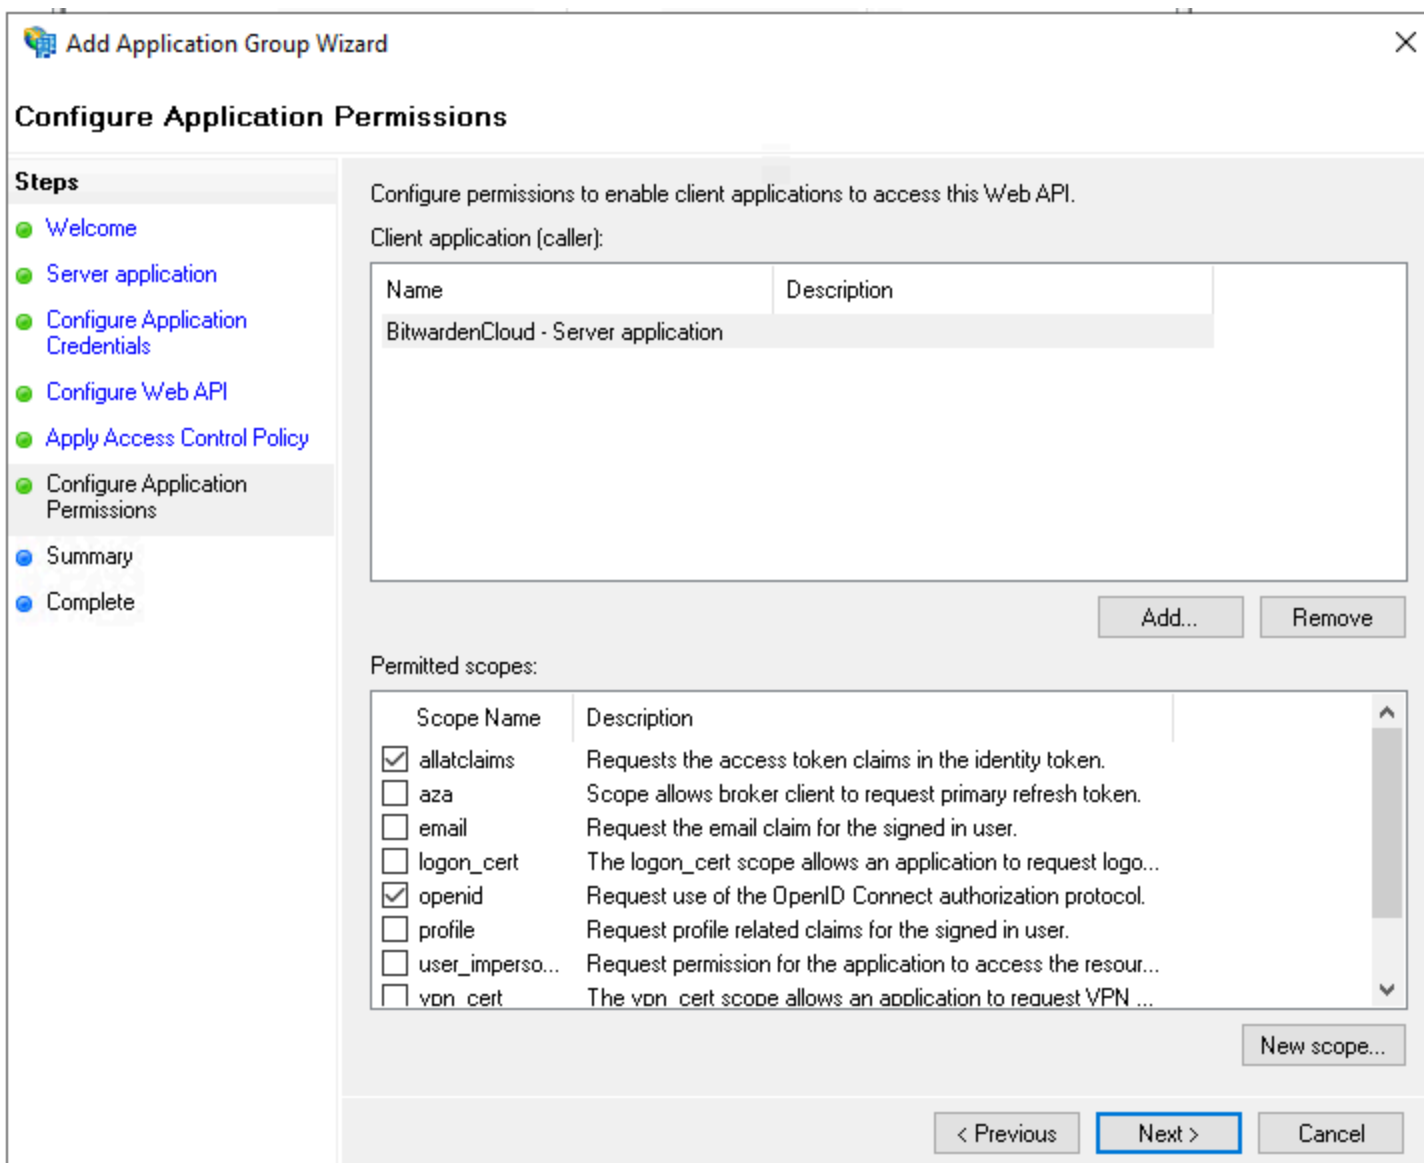 Add Application Group Wizard
Configure Application Permissions
Steps
Welcome
Server application
Configure Application
Credentials
Configure Web API
Apply Access Control Policy
Configure Application
Permissions
Summary
Complete
Configure permissions to enable client applications to access this Web API.
Client application (caller):
Name Description
BitwardenCloud - Server application
Add... Remove
Permitted scopes:
Scope Name Description
allatclaims Requests the access token claims in the identity token.
aza Scope allows broker client to request primary refresh token.
email Request the email claim for the signed in user.
logon_cert The logon_cert scope allows an application to request logo...
openid Request use of the OpenID Connect authorization protocol.
profile Request profile related claims for the signed in user.
user_imperso... Request permission for the application to access the resour...
vpn_cert The vpn_cert scope allows an application to request VPN ...
New scope...
< Previous Next > Cancel